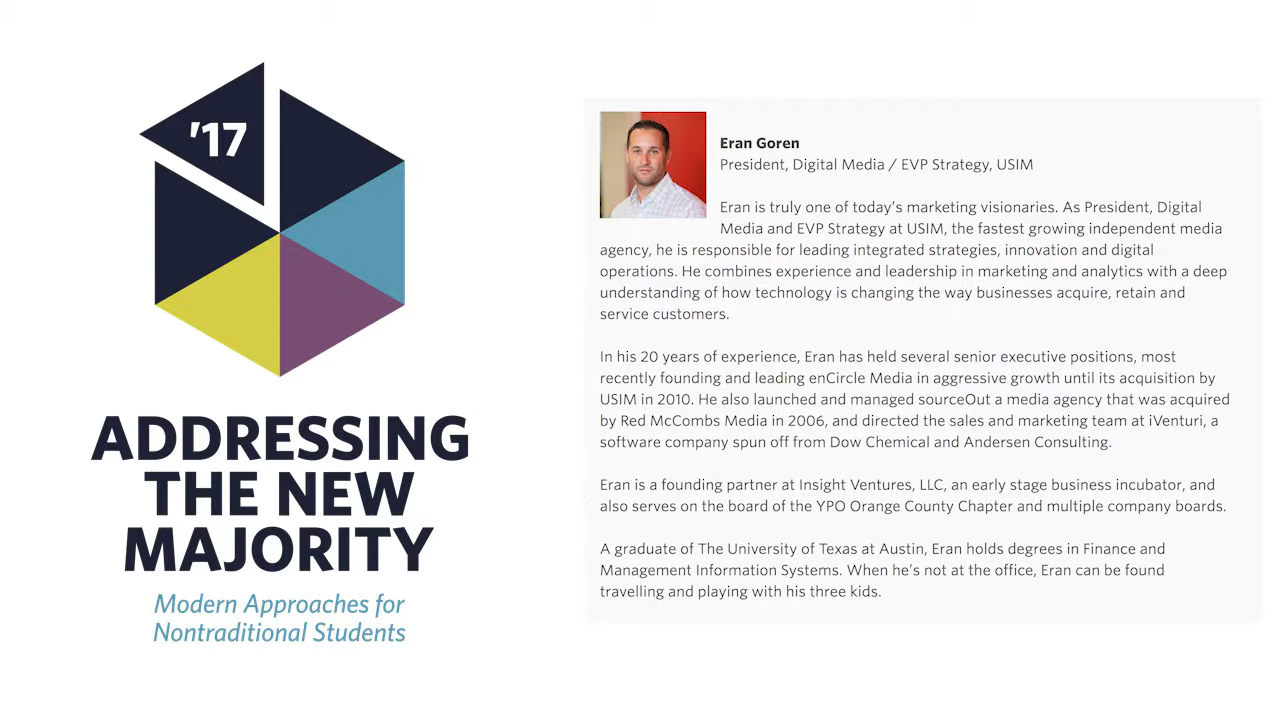 '17
ADDRESSING
THE NEW
MAJORITY
Modern Approaches for
Nontraditional Students
Eran Goren
President, Digital Media / EVP Strategy, USIM
Eran is truly one of today's marketing visionaries. As President, Digital
Media and EVP Strategy at USIM, the fastest growing independent media
agency, he is responsible for leading integrated strategies, innovation and digital
operations. He combines experience and leadership in marketing and analytics with a deep
understanding of how technology is changing the way businesses acquire, retain and
service customers.
In his 20 years of experience, Eran has held several senior executive positions, most
recently founding and leading enCircle Media in aggressive growth until its acquisition by
USIM in 2010. He also launched and managed sourceOut a media agency that was acquired
by Red McCombs Media in 2006, and directed the sales and marketing team at iVenturi, a
software company spun off from Dow Chemical and Andersen Consulting.
Eran is a founding partner at Insight Ventures, LLC, an early stage business incubator, and
also serves on the board of the YPO Orange County Chapter and multiple company boards.
A graduate of The University of Texas at Austin, Eran holds degrees in Finance and
Management Information Systems. When he's not at the office, Eran can be found
travelling and playing with his three kids.